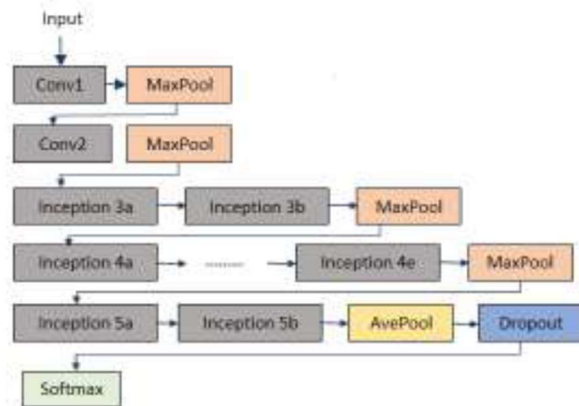 Input
Conv1 MaxPool
Conv2 MaxPool
Inception 3a Inception 3b MaxPool
Inception 4a ........ Inception 4e MaxPool
Inception 5a Inception 5b AvePool Dropout
Softmax